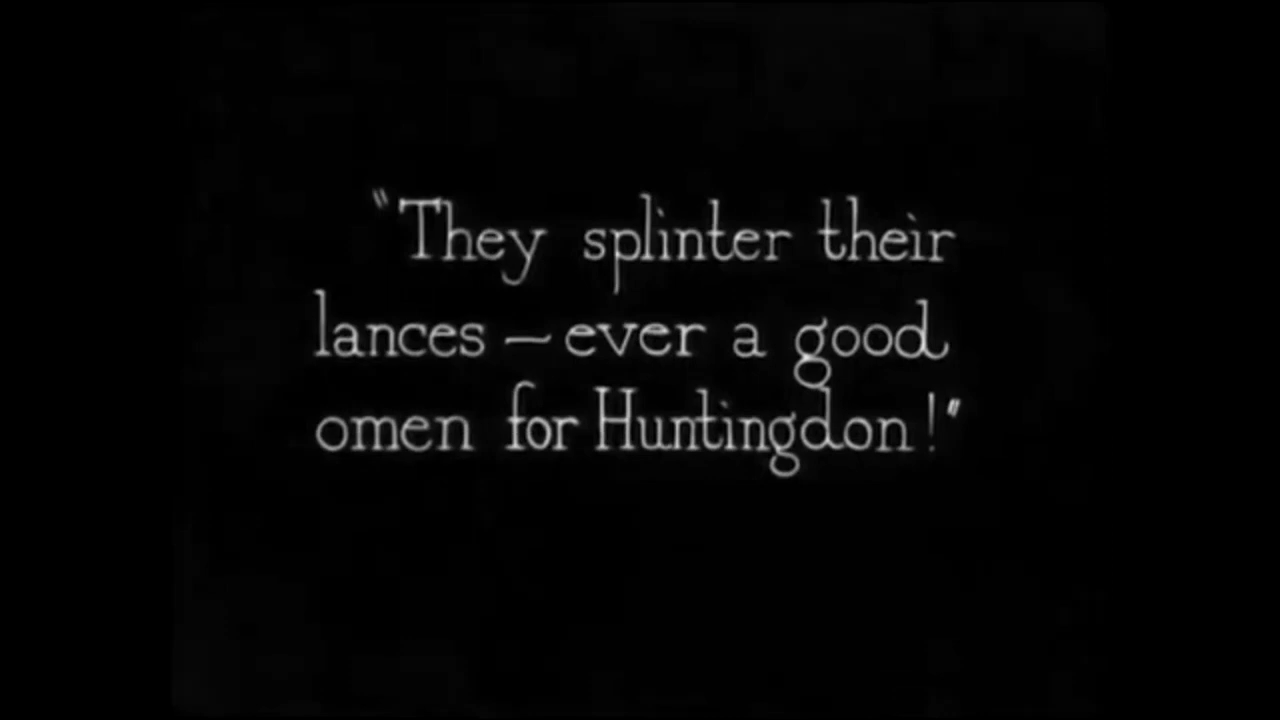 "They splinter their
lances — ever a good
omen for Huntingdon!"